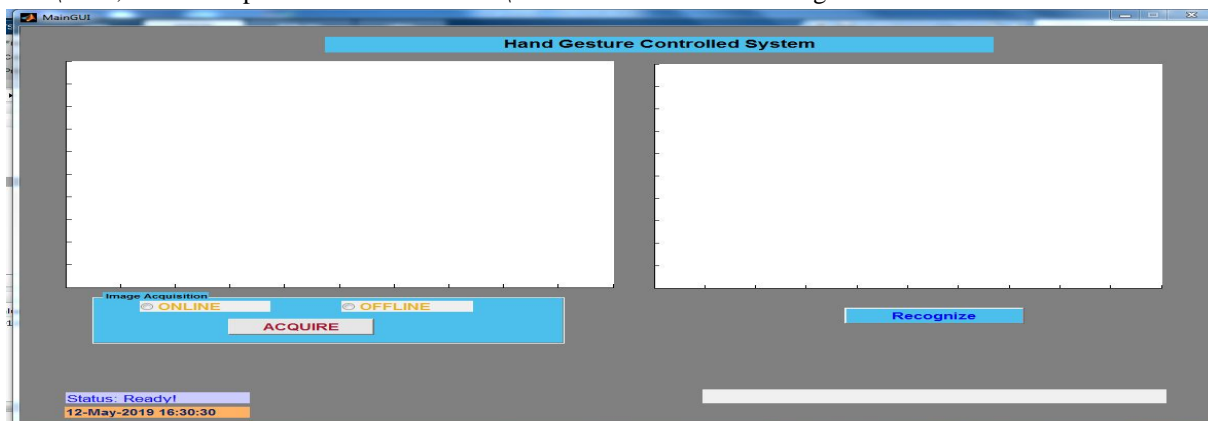 MainGUI
Hand Gesture Controlled System
Image Acquisition
ONLINE OFFLINE
ACQUIRE
Recognize
Status: Ready!
12-May-2019 16:30:30